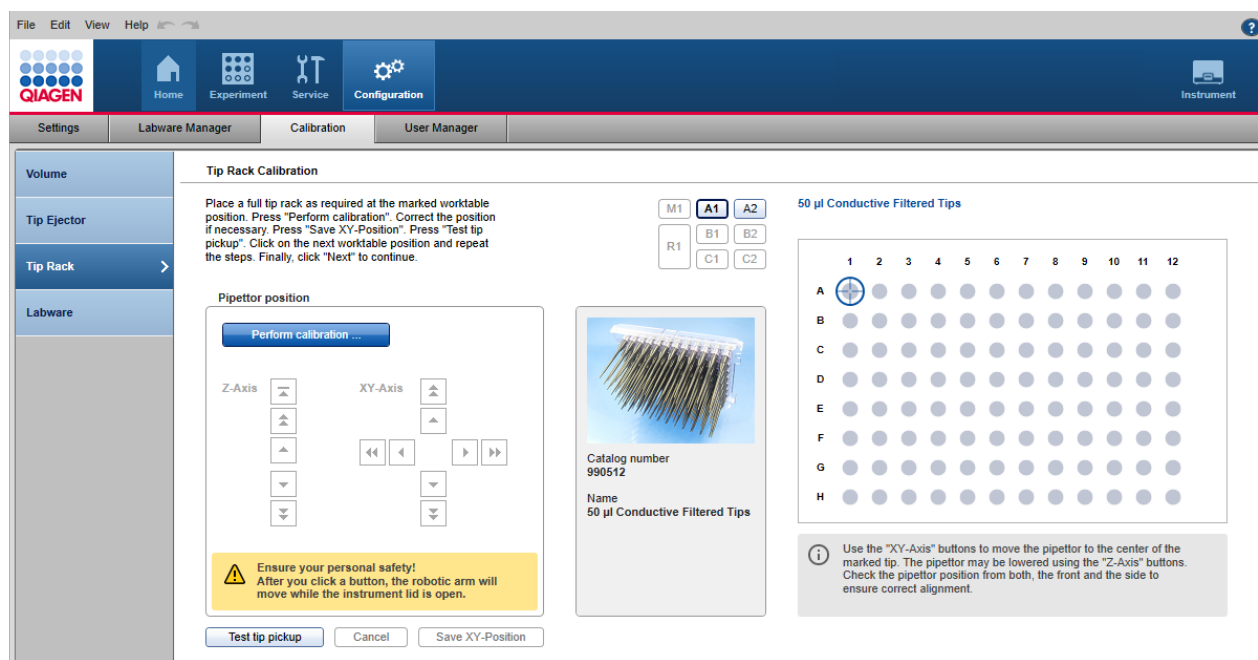 File Edit View Help
?
QIAGEN
Home Experiment Service Configuration Instrument
Settings Labware Manager Calibration User Manager
Volume
Tip Ejector
Tip Rack
Labware
Tip Rack Calibration
Place a full tip rack as required at the marked worktable
position. Press "Perform calibration". Correct the position
if necessary. Press "Save XY-Position". Press "Test tip
pickup". Click on the next worktable position and repeat
the steps. Finally, click "Next" to continue.
M1 A1 A2
R1 B1 B2
C1 C2
Pipettor position
Perform calibration ...
Z-Axis XY-Axis
Ensure your personal safety!
After you click a button, the robotic arm will
move while the instrument lid is open.
Test tip pickup Cancel Save XY-Position
Catalog number
990512
Name
50 µl Conductive Filtered Tips
50 µl Conductive Filtered Tips
1 2 3 4 5 6 7 8 9 10 11 12
A
B
C
D
E
F
G
H
Use the "XY-Axis" buttons to move the pipettor to the center of the
marked tip. The pipettor may be lowered using the "Z-Axis" buttons.
Check the pipettor position from both, the front and the side to
ensure correct alignment.